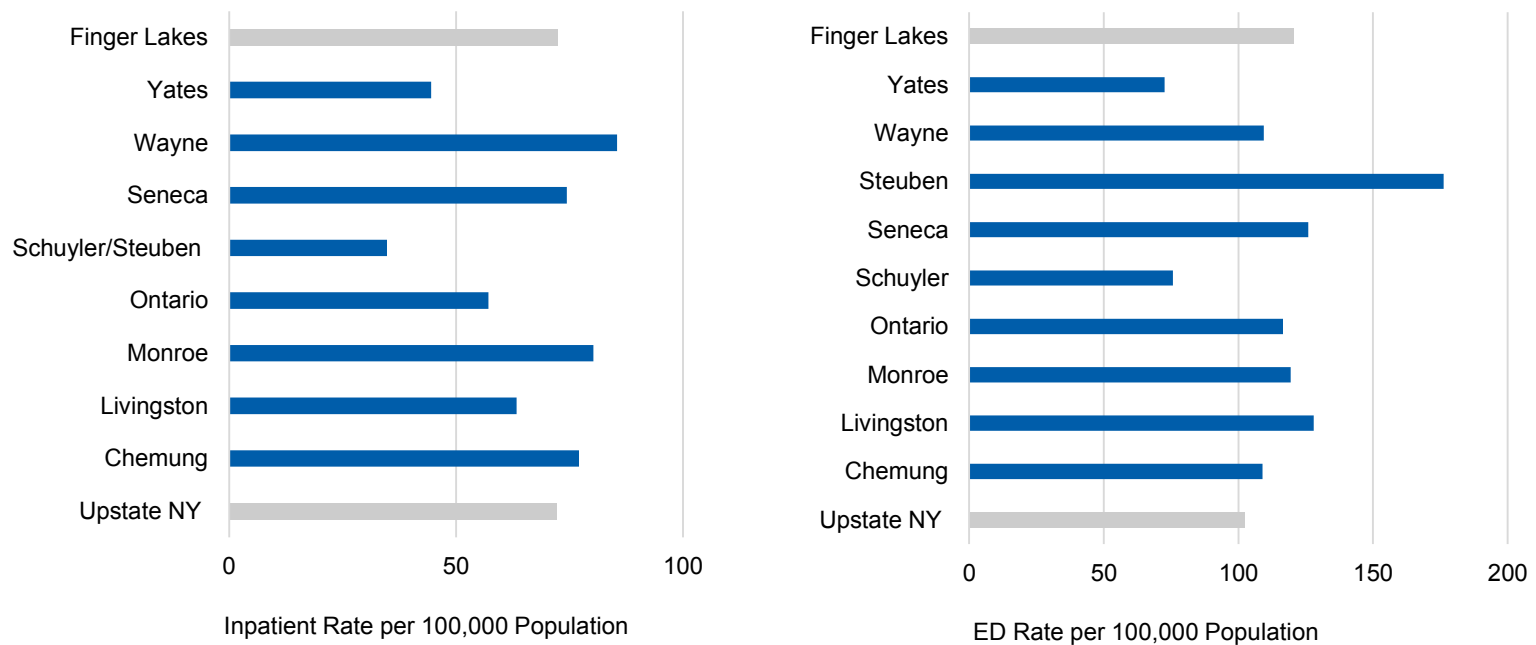 Finger Lakes
Yates
Wayne
Seneca
Schuyler/Steuben
Ontario
Monroe
Livingston
Chemung
Upstate NY
0 50 100
Inpatient Rate per 100,000 Population
Finger Lakes
Yates
Wayne
Steuben
Seneca
Schuyler
Ontario
Monroe
Livingston
Chemung
Upstate NY
0 50 100 150 200
ED Rate per 100,000 Population